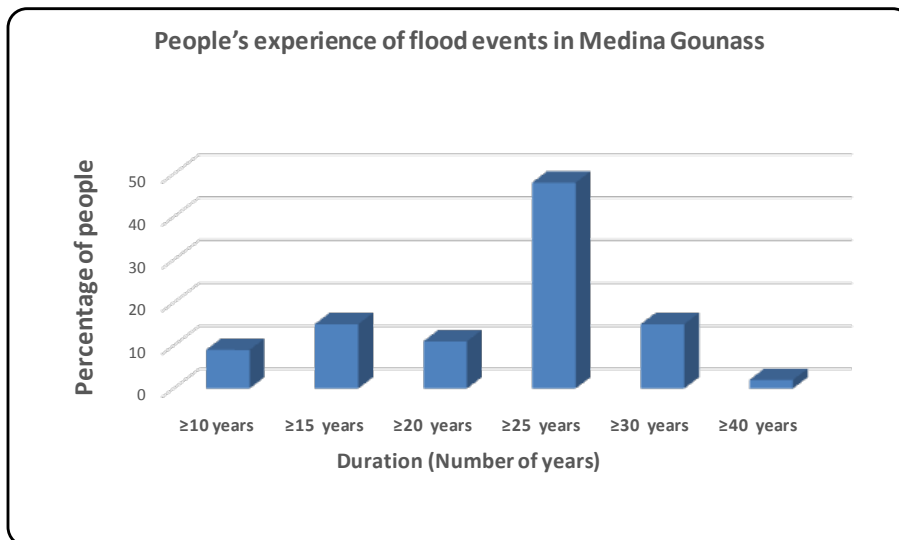 People’s experience of flood events in Medina Gounass
Percentage of people
50
40
30
20
10
0
≥10 years ≥15 years ≥20 years ≥25 years ≥30 years ≥40 years
Duration (Number of years)